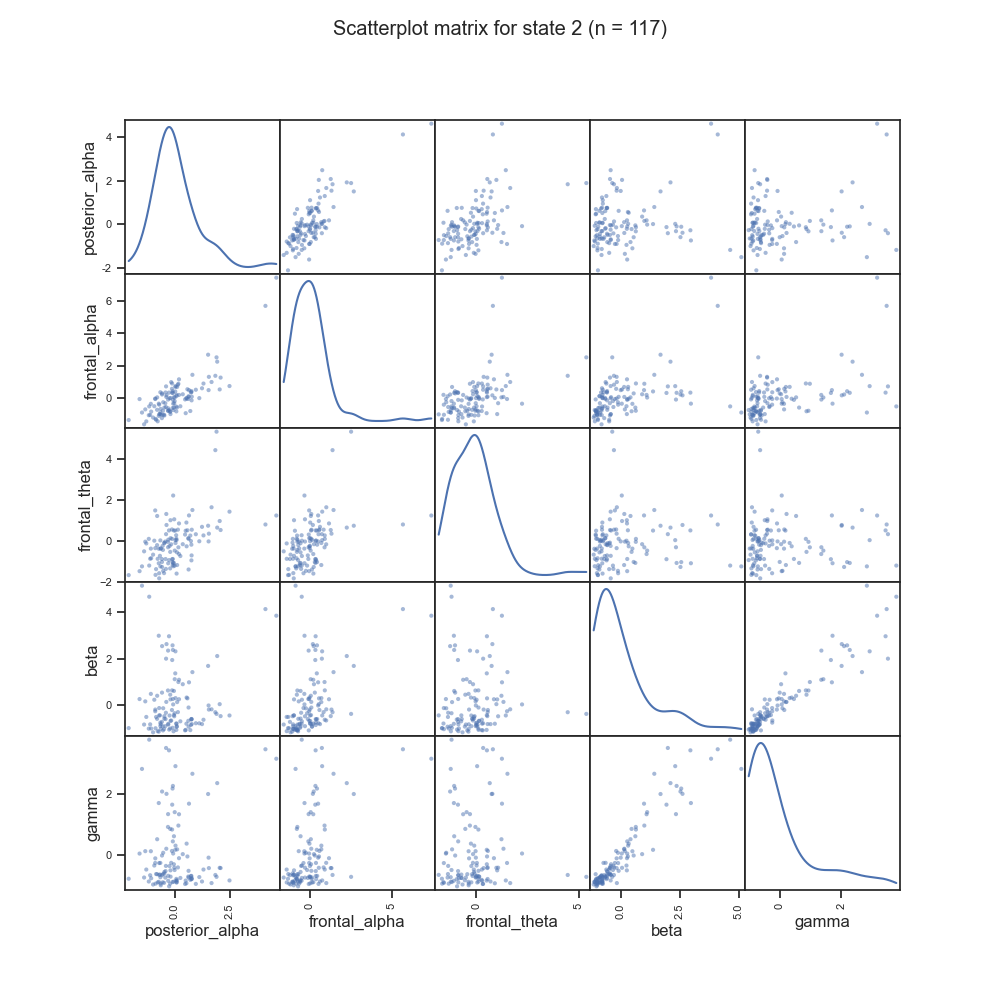 Scatterplot matrix for state 2 (n = 117)
posterior_alpha
4
2
0
-2
frontal_alpha
6
4
2
0
frontal_theta
4
2
0
−2
beta
4
2
0
gamma
2
0
0.0
2.5
0
5
0
5
0.0
2.5
5.0
0
2
posterior_alpha
frontal_alpha
frontal_theta
beta
gamma